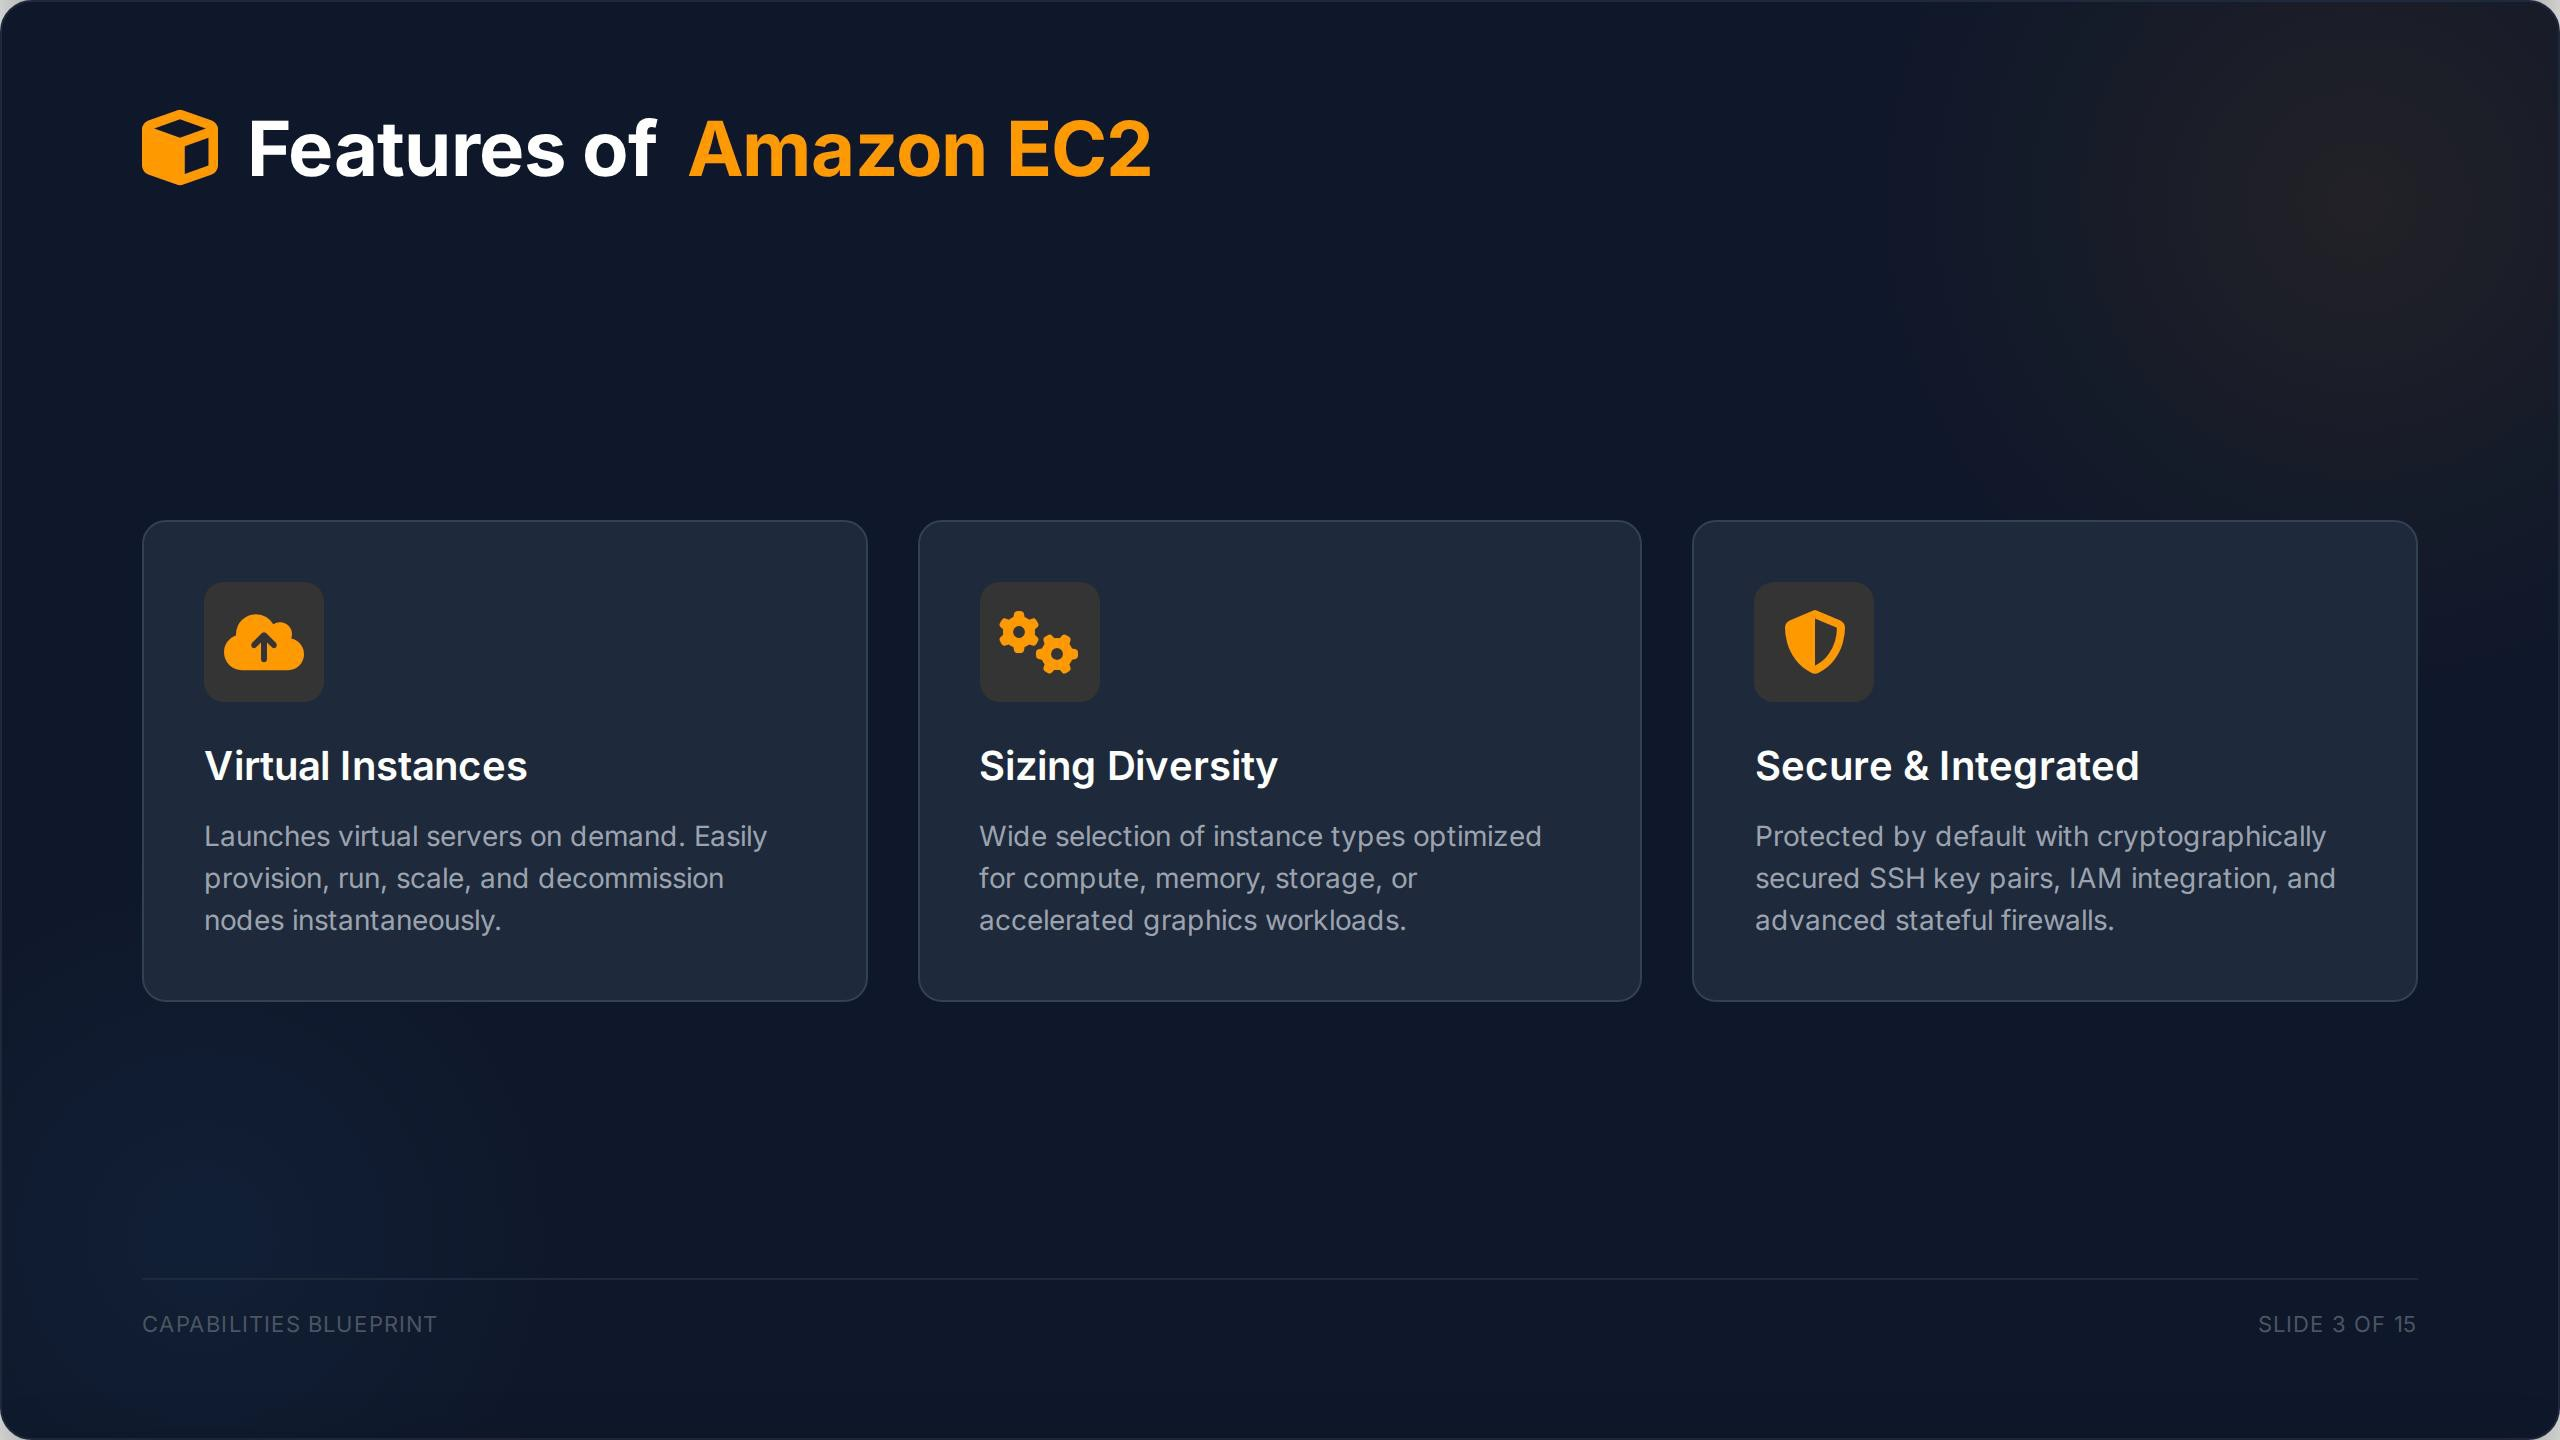 Features of Amazon EC2
Virtual Instances
Launches virtual servers on demand. Easily
provision, run, scale, and decommission
nodes instantaneously.
Sizing Diversity
Wide selection of instance types optimized
for compute, memory, storage, or
accelerated graphics workloads.
Secure & Integrated
Protected by default with cryptographically
secured SSH key pairs, IAM integration, and
advanced stateful firewalls.
CAPABILITIES BLUEPRINT
SLIDE 3 OF 15